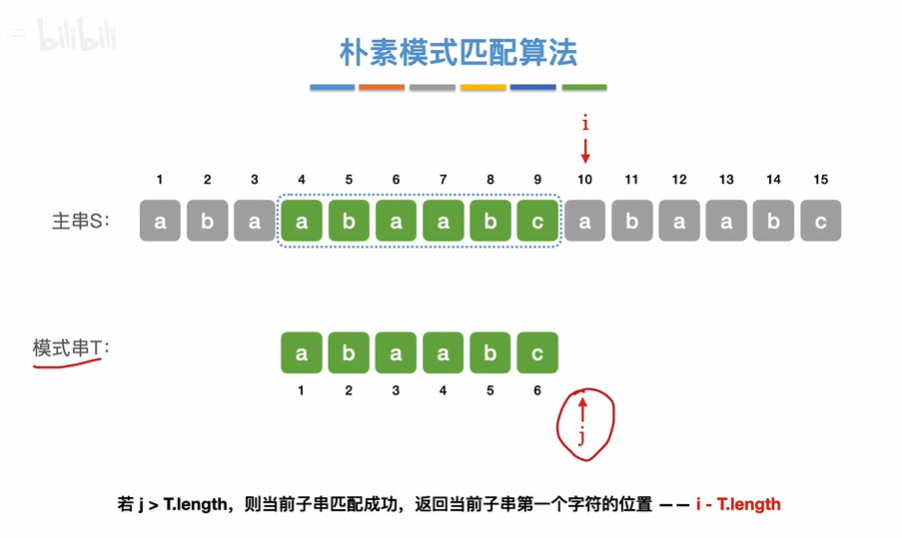 bilibili
朴素模式匹配算法
i
1 2 3 4 5 6 7 8 9 10 11 12 13 14 15
主串S: a b a a b a a b c a b a a b c
模式串T: a b a a b c
1 2 3 4 5 6
j
若 j > T.length，则当前子串匹配成功，返回当前子串第一个字符的位置 —— i - T.length